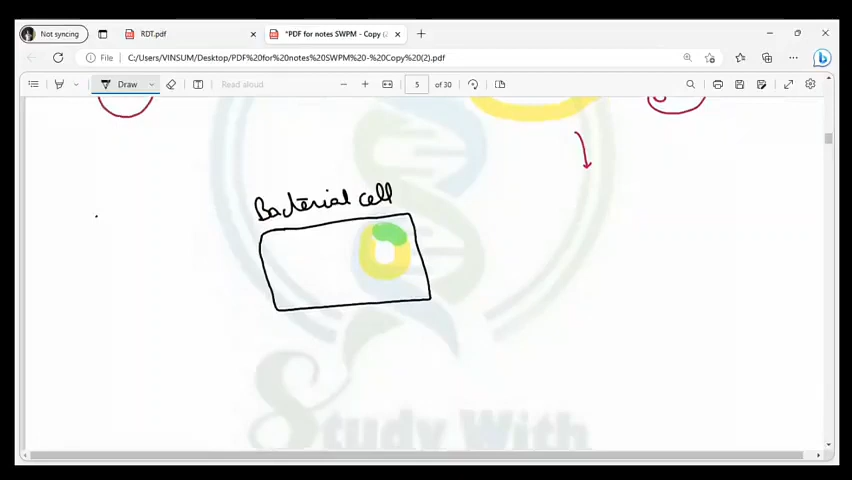 Not syncing
RDT.pdf
"PDF for notes SWPM - Copy (2
C:/Users/VINSUM/Desktop/PDF%20for%20notes%20SWPM%20-%20Copy%20(2).pdf
Draw
Read aloud
5
of 30
Bacterial cell
Study With